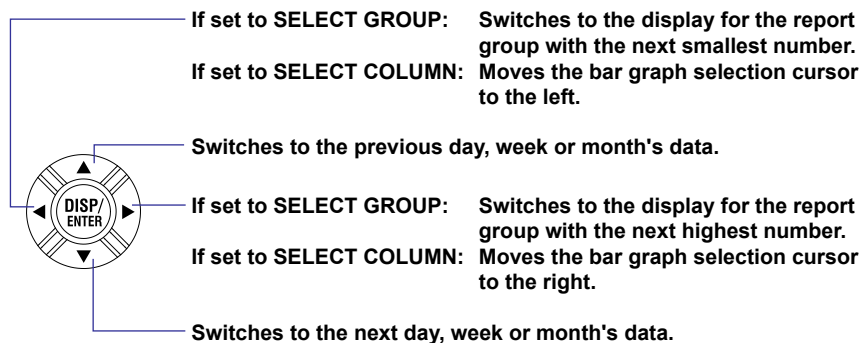 If set to SELECT GROUP: Switches to the display for the report
group with the next smallest number.
If set to SELECT COLUMN: Moves the bar graph selection cursor
to the left.
Switches to the previous day, week or month's data.
DISP/
ENTER
If set to SELECT GROUP: Switches to the display for the report
group with the next highest number.
If set to SELECT COLUMN: Moves the bar graph selection cursor
to the right.
Switches to the next day, week or month's data.